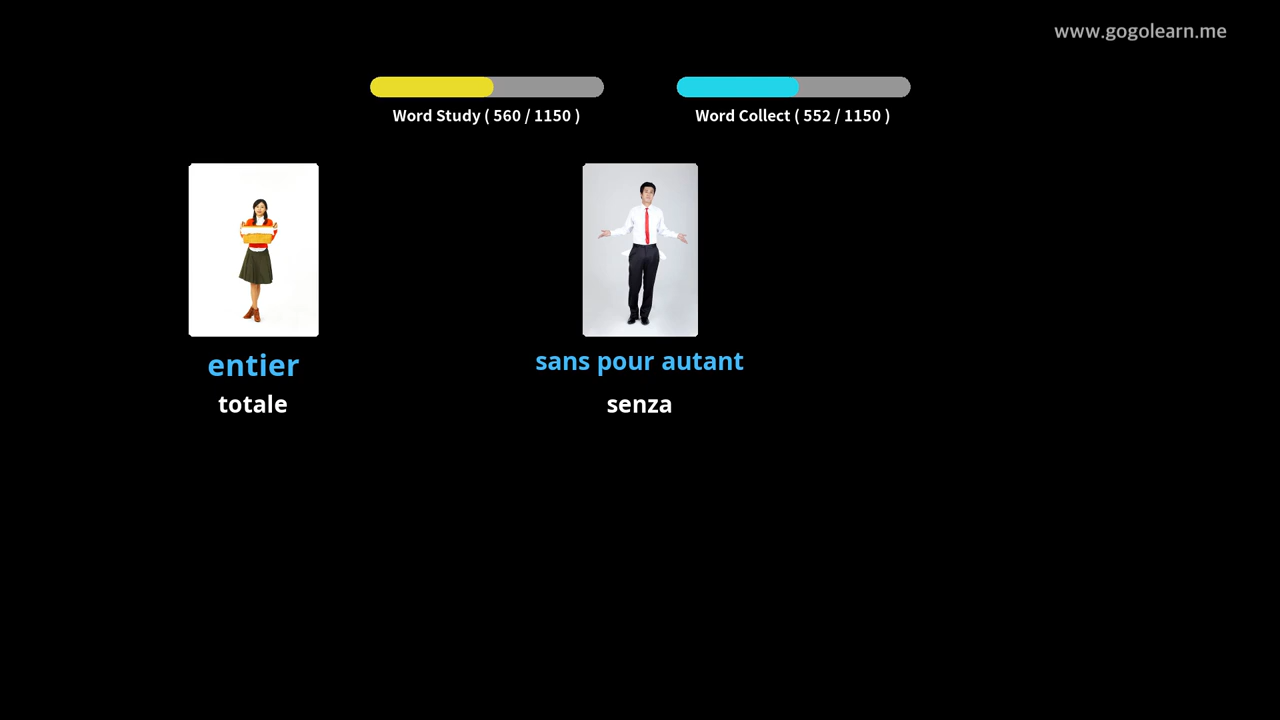 www.gogolearn.me
Word Study ( 560 / 1150 )
Word Collect ( 552 / 1150 )
entier
totale
sans pour autant
senza